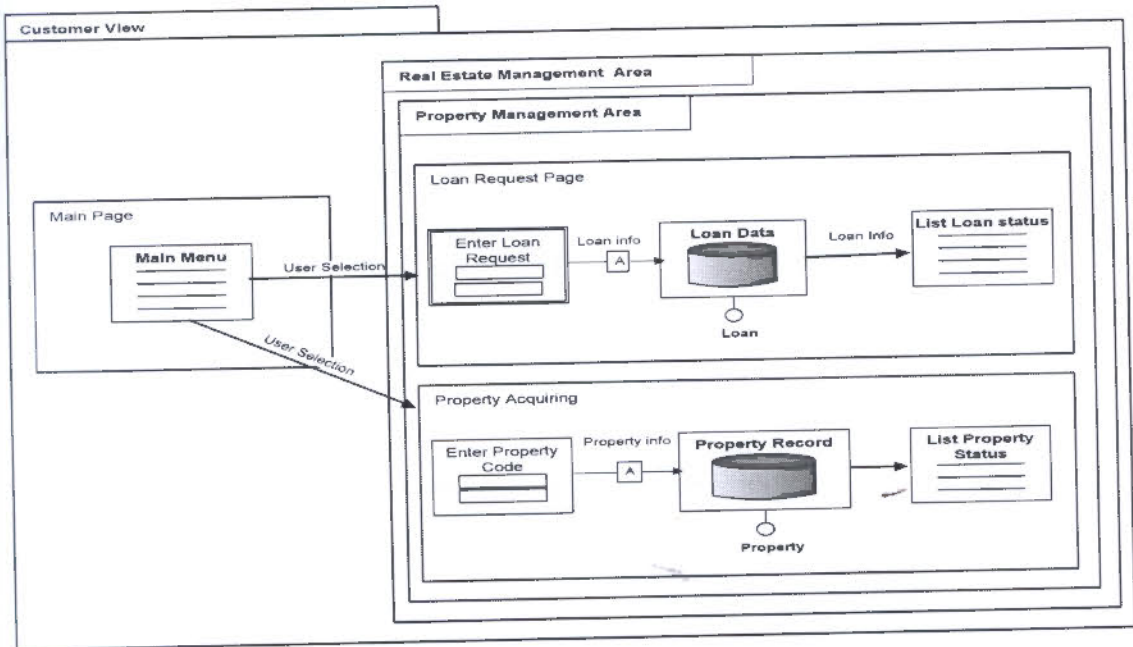 Customer View
Real Estate Management Area
Property Management Area
Loan Request Page
Main Page
Main Menu
User Selection
Enter Loan
Request
Loan info
A
Loan Data
Loan Info
List Loan status
Loan
User Selection
Property Acquiring
Enter Property
Code
Property info
A
Property Record
List Property
Status
Property